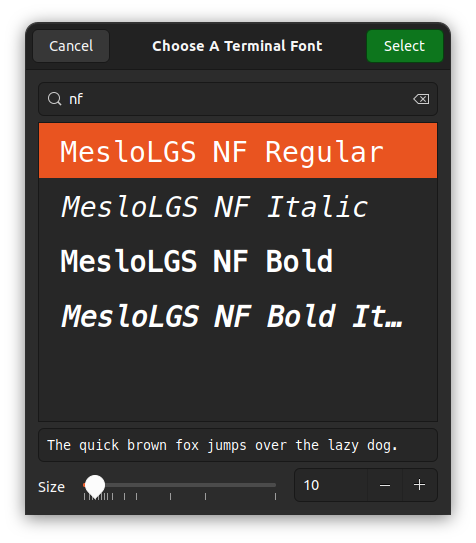 Cancel Choose A Terminal Font Select
nf
MesloLGS NF Regular
MesloLGS NF Italic
MesloLGS NF Bold
MesloLGS NF Bold It…
The quick brown fox jumps over the lazy dog.
Size 10 − +